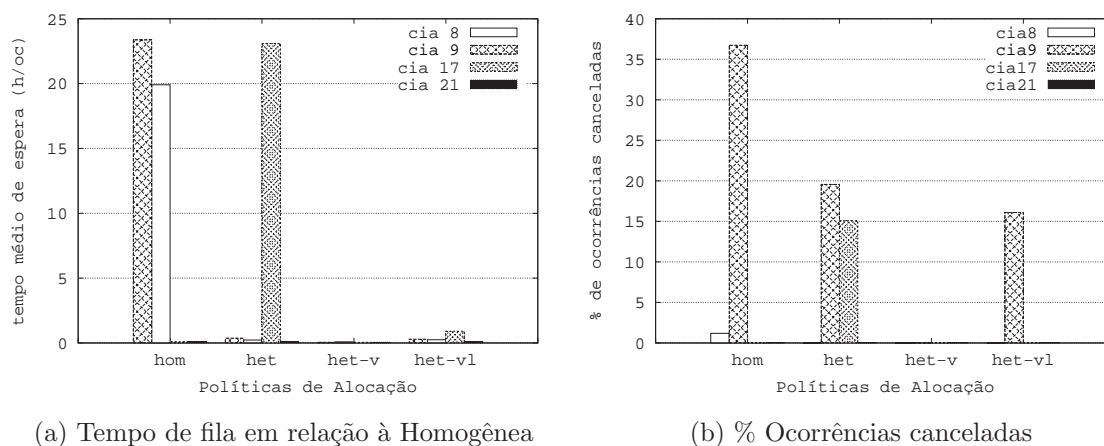 25
20
15
10
5
0
tempo médio de espera (h/oc)
cia 8
cia 9
cia 17
cia 21
hom het het-v het-vl
Políticas de Alocação
(a) Tempo de fila em relação à Homogênea
40
35
30
25
20
15
10
5
0
% de ocorrências canceladas
cia8
cia9
cia17
cia21
hom het het-v het-vl
Políticas de Alocação
(b) % Ocorrências canceladas